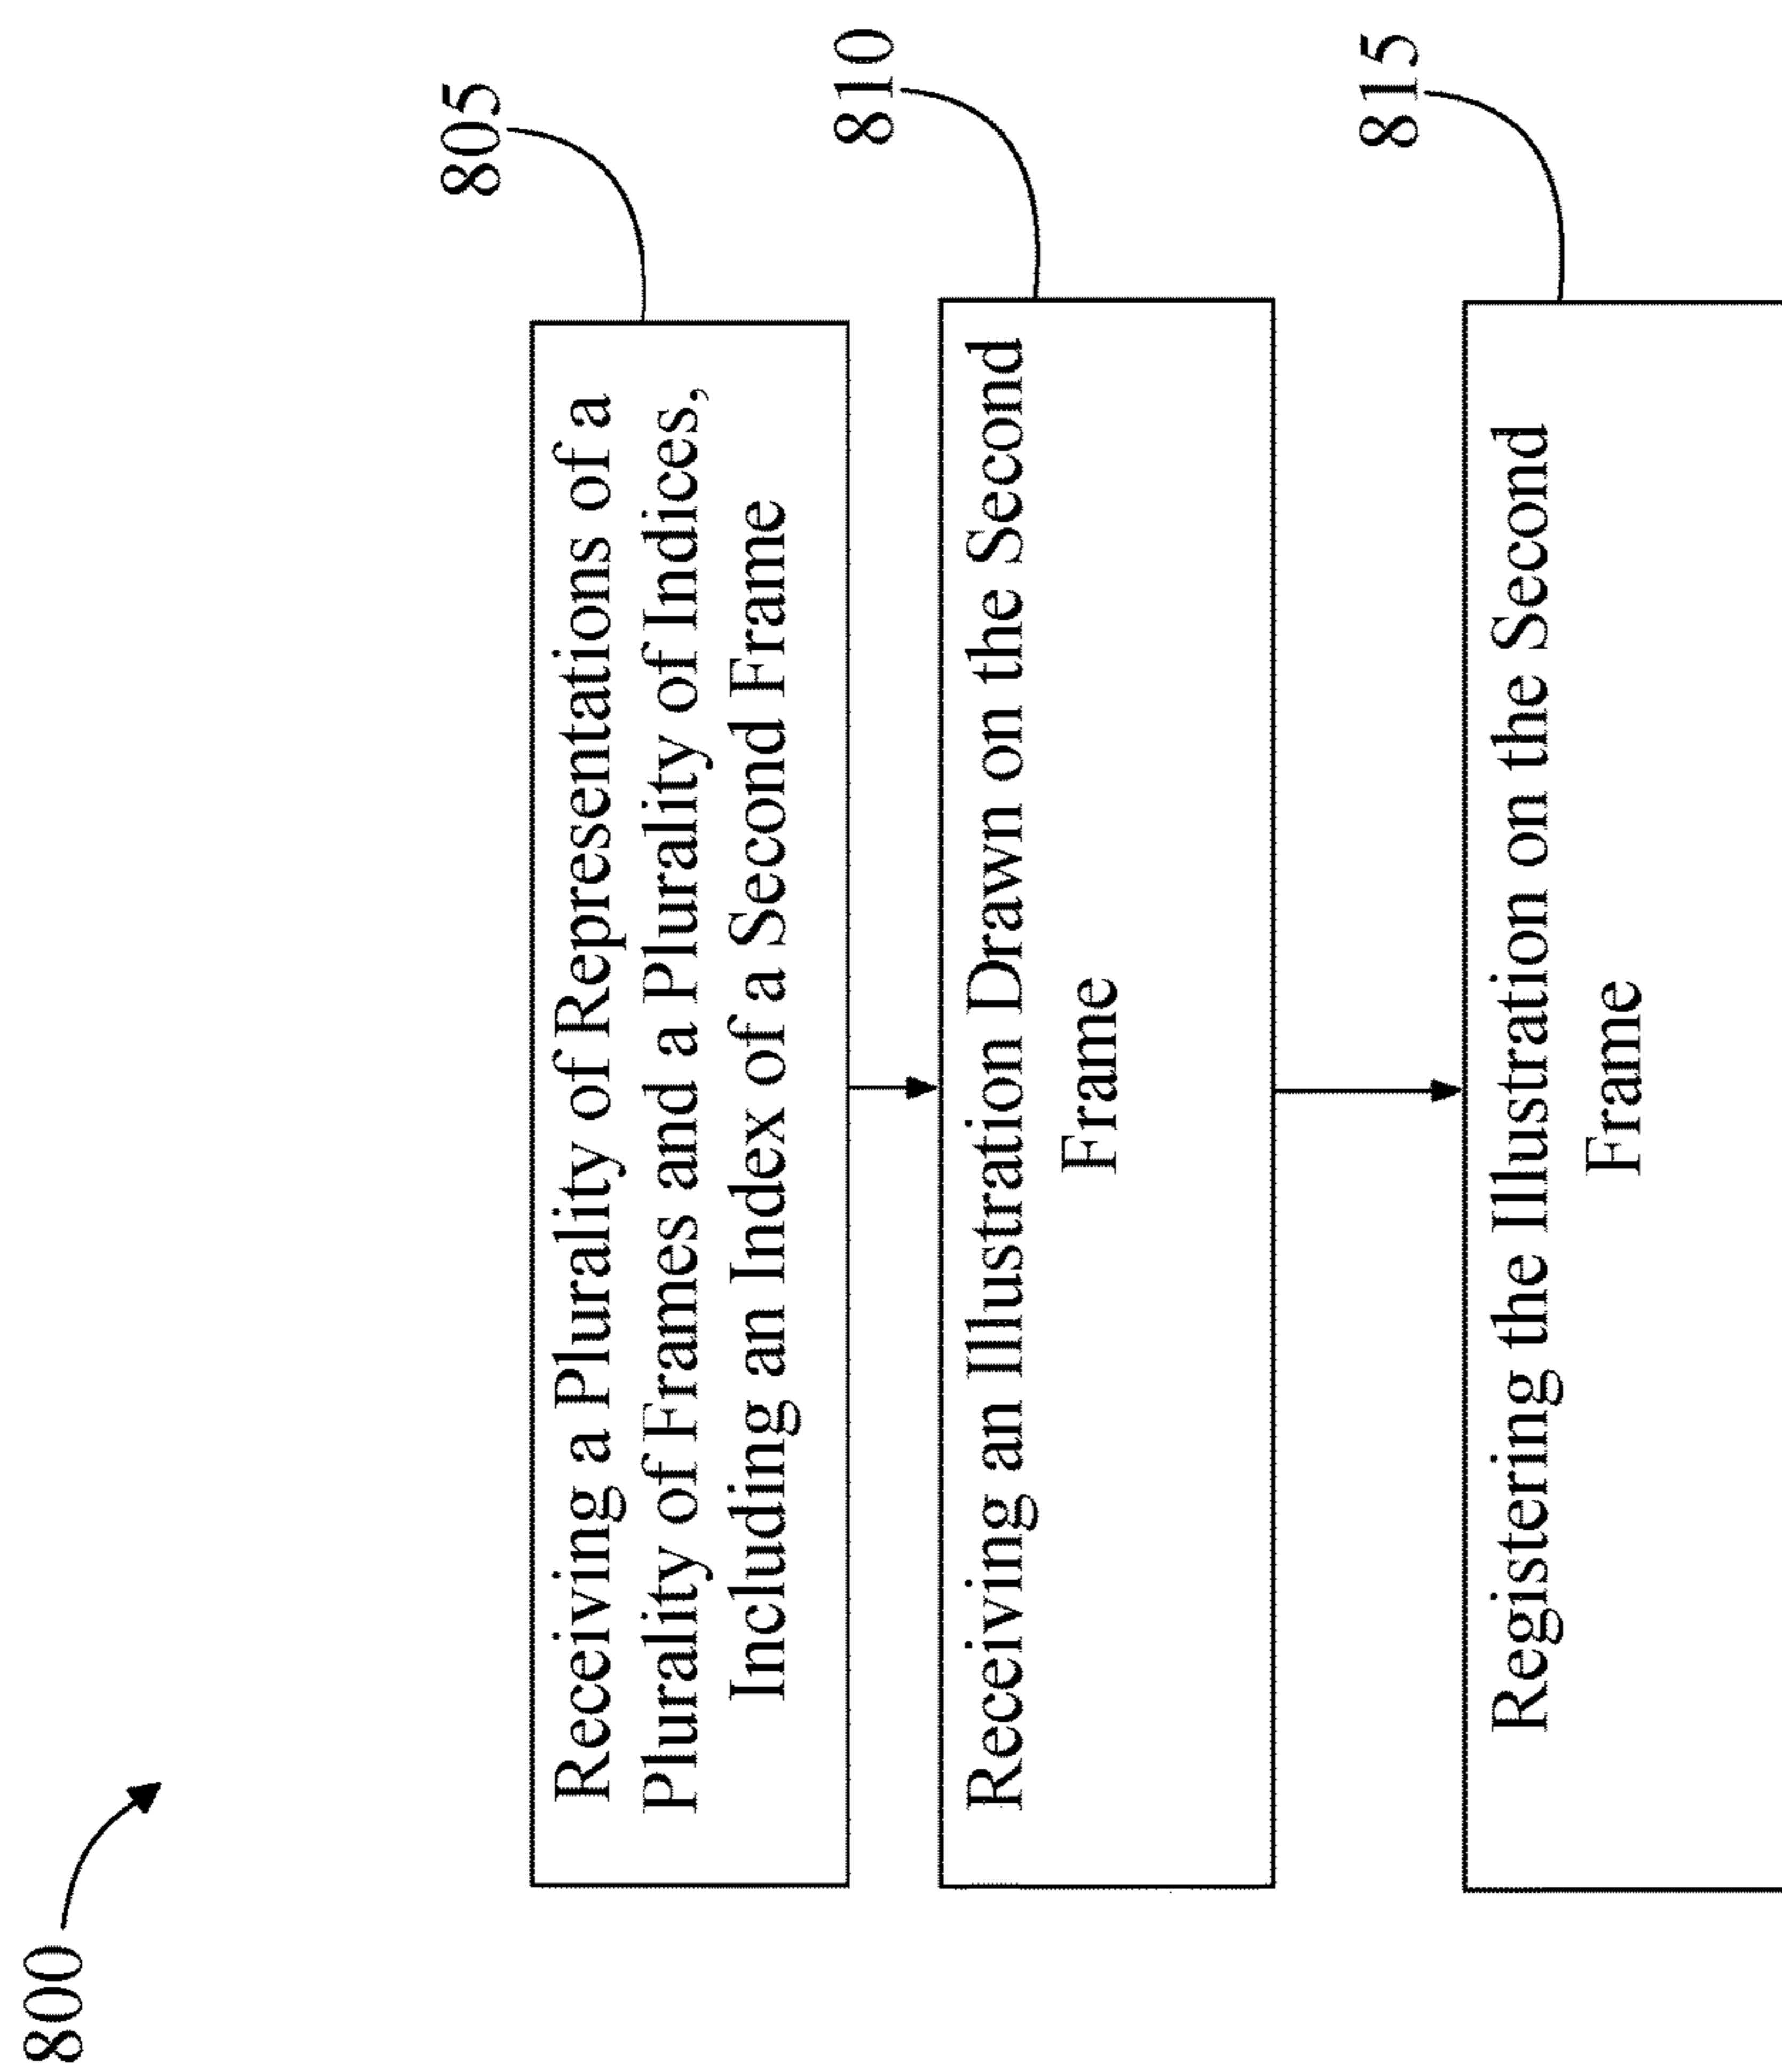 800
805
Receiving a Plurality of Representations of a
Plurality of Frames and a Plurality of Indices,
Including an Index of a Second Frame
810
Receiving an Illustration Drawn on the Second
Frame
815
Registering the Illustration on the Second
Frame